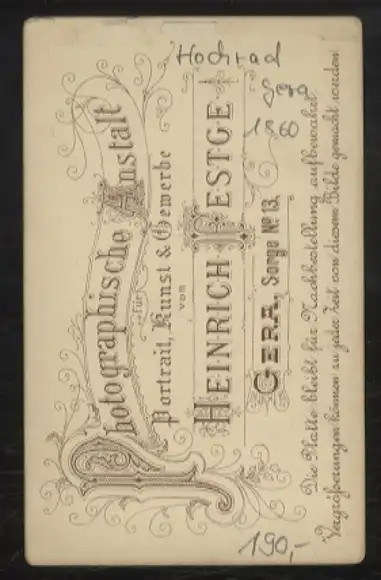 Photographische Anstalt
für
Portrait, Kunst & Gewerbe
von
HEINRICH FESTGE
GERA, Sorge No. 13.
Die Platte bleibt für Nachbestellung aufbewahrt.
Vergrößerungen können zu jeder Zeit von diesem Bilde gemacht werden
Hochrad
Gera
1860
190,-